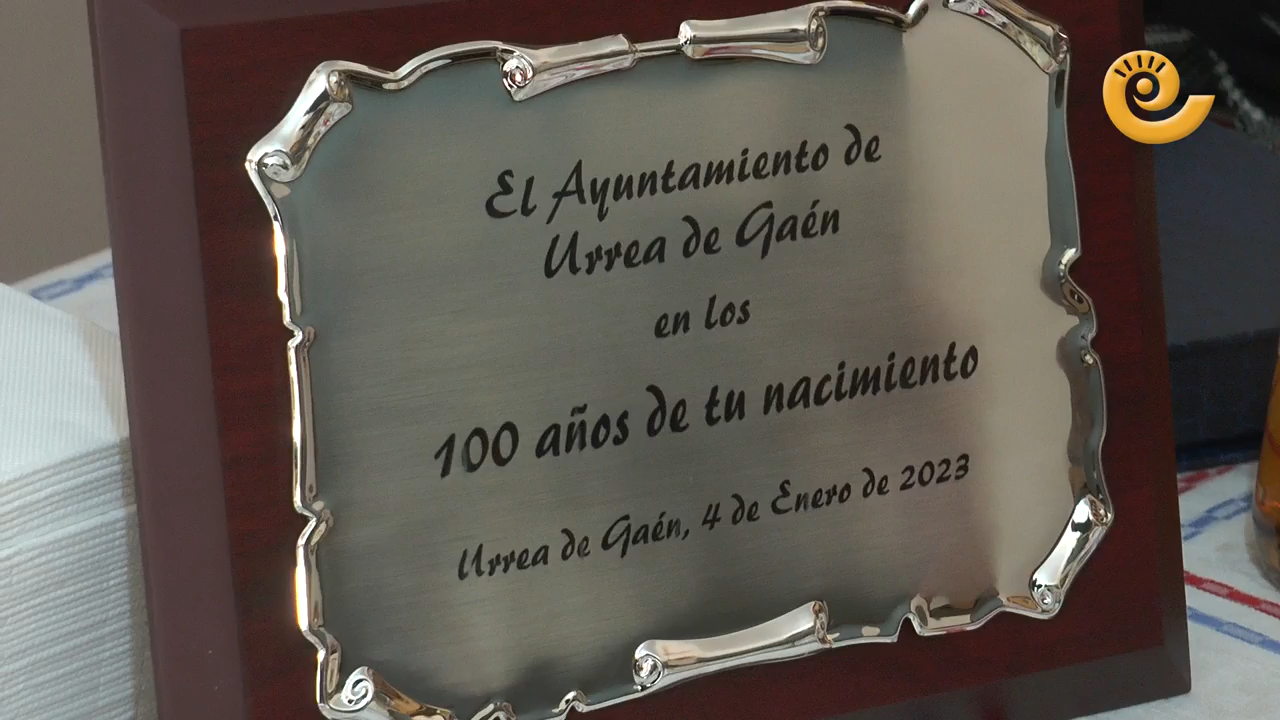 El Ayuntamiento de
Urrea de Gaén
en los
100 años de tu nacimiento
Urrea de Gaén, 4 de Enero de 2023